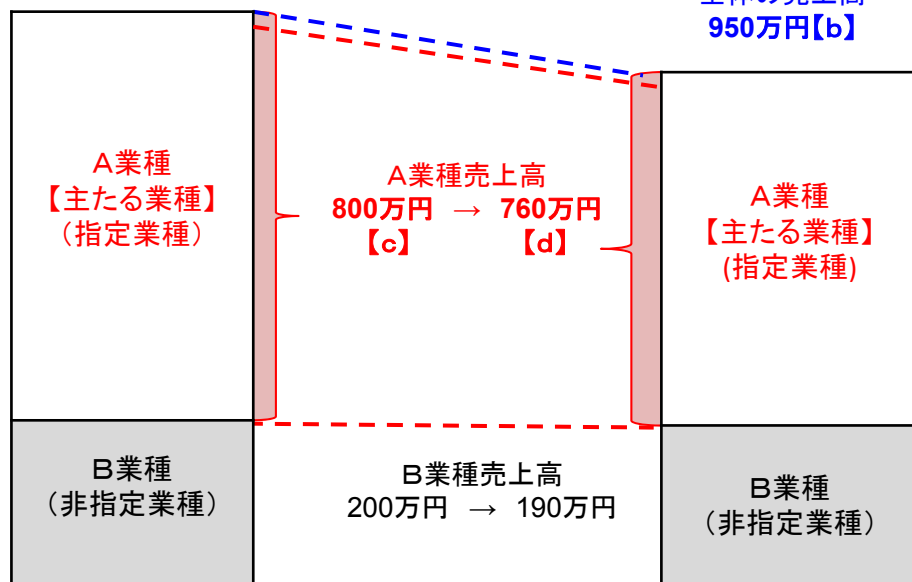 950万円【b】
A業種
【主たる業種】
（指定業種）
A業種売上高
800万円 → 760万円
【c】 【d】
A業種
【主たる業種】
(指定業種)
B業種
（非指定業種）
B業種売上高
200万円 → 190万円
B業種
（非指定業種）